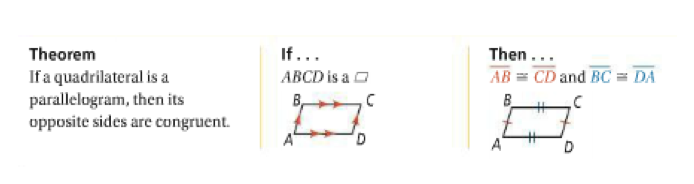 Theorem
If a quadrilateral is a
parallelogram, then its
opposite sides are congruent.
If . . .
ABCD is a ▱
B C
A D
Then . . .
AB ≅ CD and BC ≅ DA
B C
A D